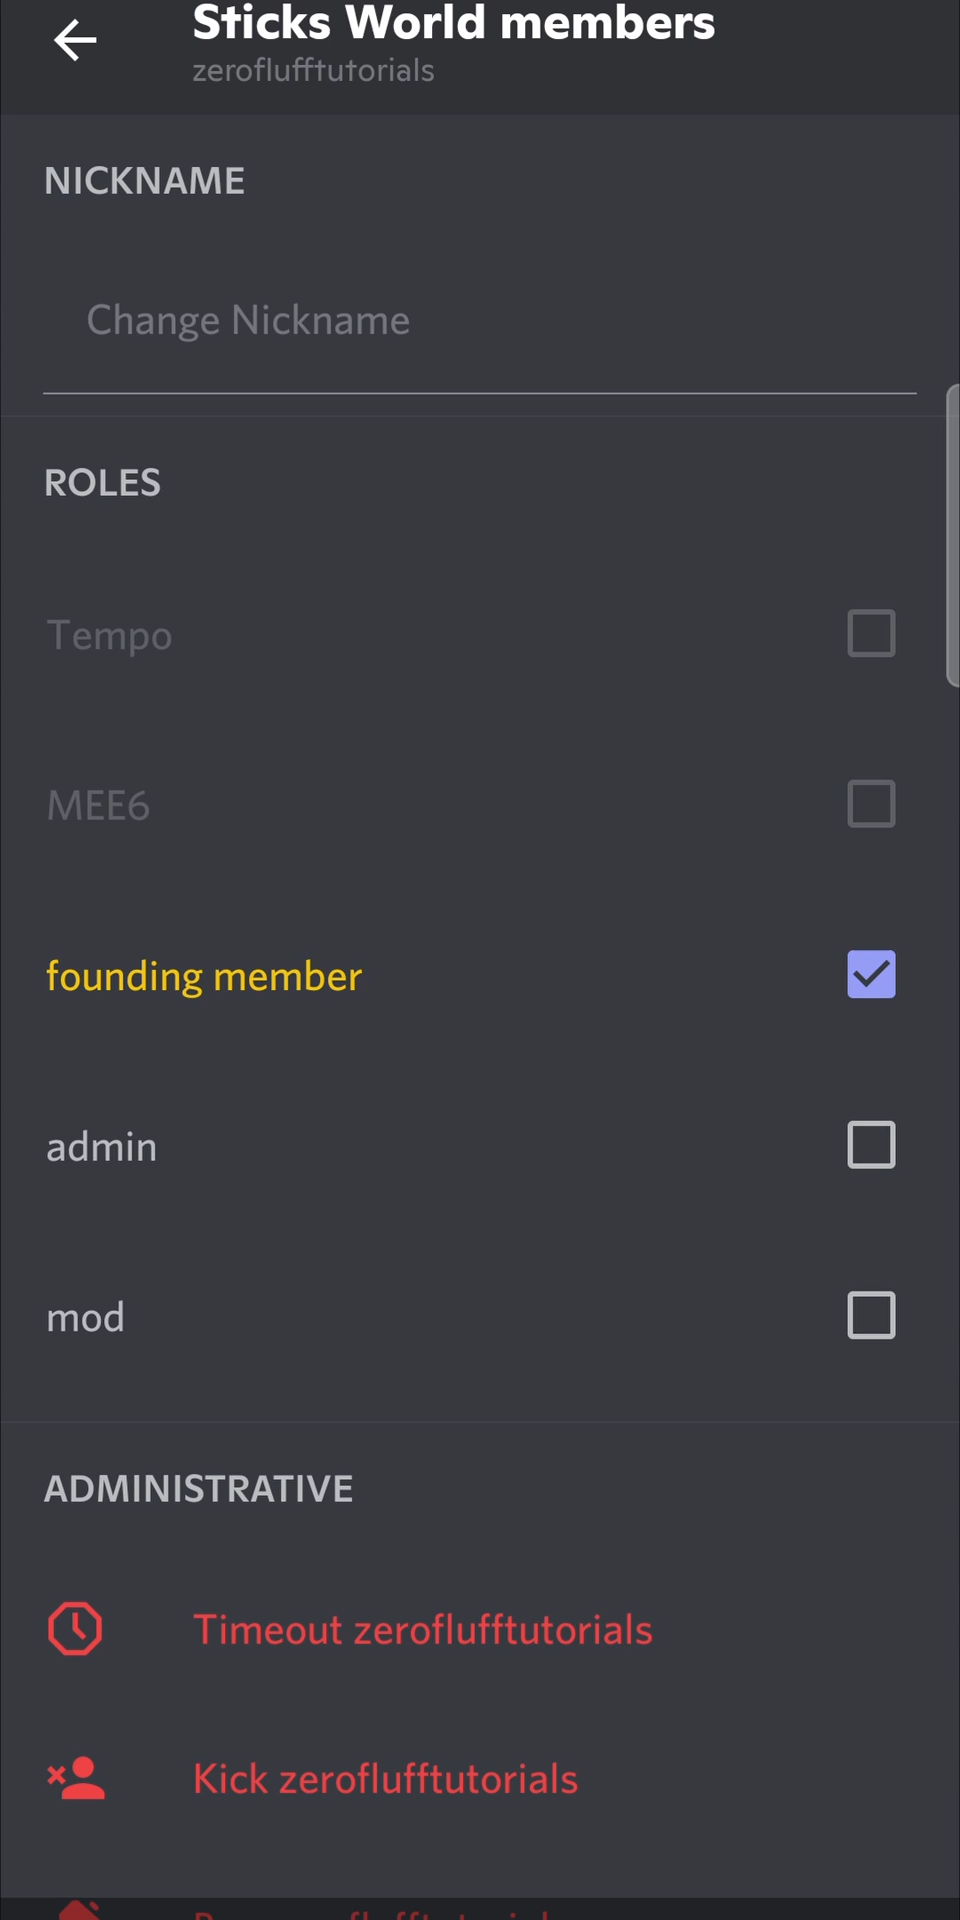 Sticks World members
zeroflufftutorials
NICKNAME
Change Nickname
ROLES
Tempo
MEE6
founding member
admin
mod
ADMINISTRATIVE
Timeout zeroflufftutorials
Kick zeroflufftutorials